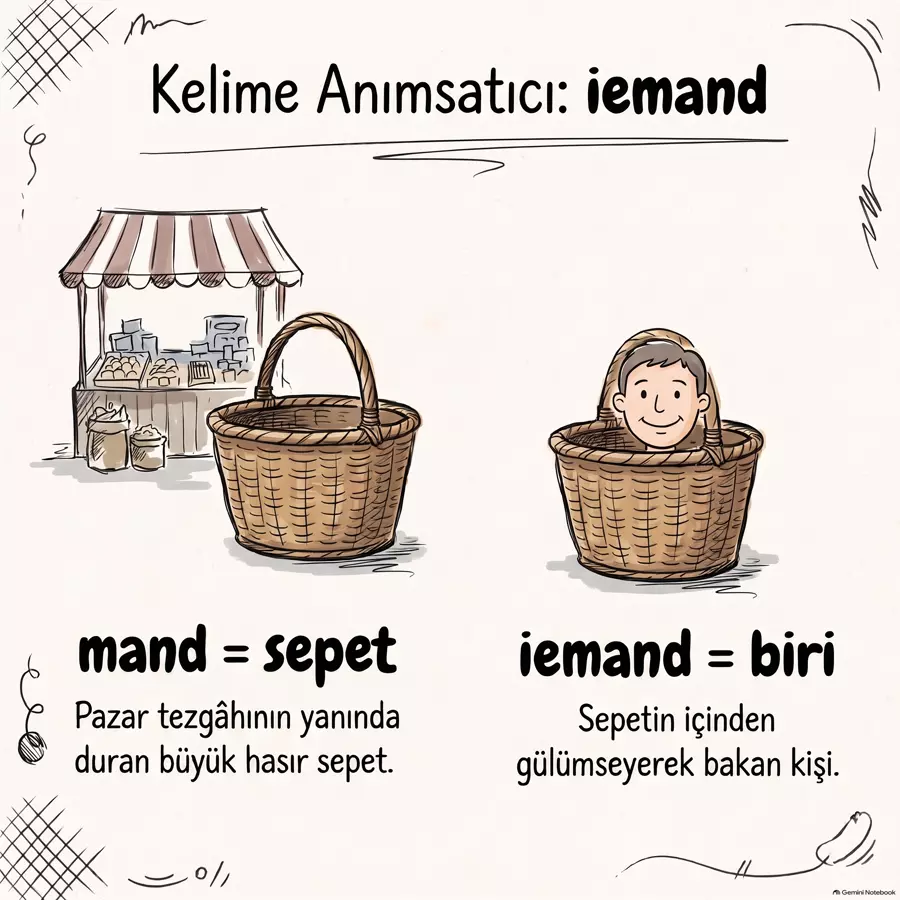 Kelime Anımsatıcı: iemand
mand = sepet
Pazar tezgâhının yanında
duran büyük hasır sepet.
iemand = biri
Sepetin içinden
gülümseyerek bakan kişi.
Gemini Notebook